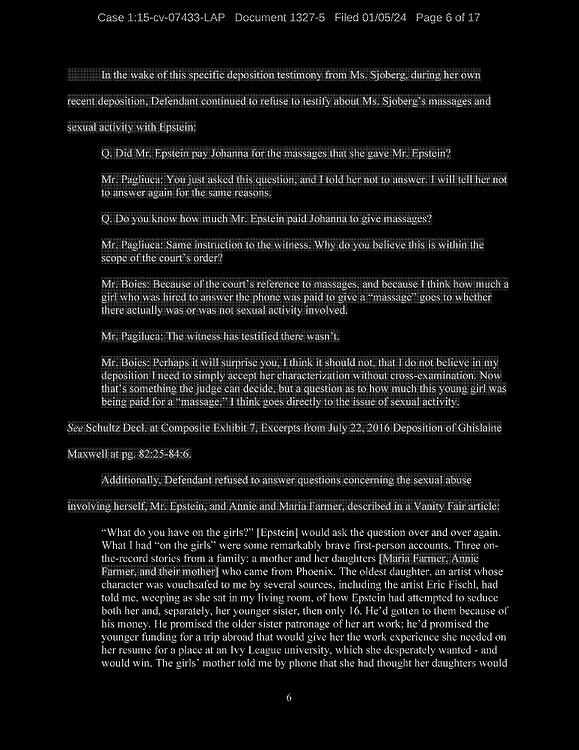 Case 1:15-cv-07433-LAP Document 1327-5 Filed 01/05/24 Page 6 of 17
In the wake of this specific deposition testimony from Ms. Sjoberg, during her own
recent deposition, Defendant continued to refuse to testify about Ms. Sjoberg's massages and
sexual activity with Epstein:
Q. Did Mr. Epstein pay Johanna for the massages that she gave Mr. Epstein?
Mr. Pagliuca: You just asked this question, and I told her not to answer. I will tell her not
to answer again for the same reasons.
Q. Do you know how much Mr. Epstein paid Johanna to give massages?
Mr. Pagliuca: Same instruction to the witness. Why do you believe this is within the
scope of the court's order?
Mr. Boies: Because of the court's reference to massages, and because I think how much a
girl who was hired to answer the phone was paid to give a “massage” goes to whether
there actually was or was not sexual activity involved.
Mr. Pagiluca: The witness has testified there wasn't.
Mr. Boies: Perhaps it will surprise you, I think it should not, that I do not believe in my
deposition I need to simply accept her characterization without cross-examination. Now
that's something the judge can decide, but a question as to how much this young girl was
being paid for a “massage,” I think goes directly to the issue of sexual activity.
See Schultz Decl. at Composite Exhibit 7, Excerpts from July 22, 2016 Deposition of Ghislaine
Maxwell at pg. 82:25-84:6.
Additionally, Defendant refused to answer questions concerning the sexual abuse
involving herself, Mr. Epstein, and Annie and Maria Farmer, described in a Vanity Fair article:
“What do you have on the girls?” [Epstein] would ask the question over and over again.
What I had “on the girls” were some remarkably brave first-person accounts. Three on-
the-record stories from a family: a mother and her daughters [Maria Farmer, Annie
Farmer, and their mother] who came from Phoenix. The oldest daughter, an artist whose
character was vouchsafed to me by several sources, including the artist Eric Fischl, had
told me, weeping as she sat in my living room, of how Epstein had attempted to seduce
both her and, separately, her younger sister, then only 16. He'd gotten to them because of
his money. He promised the older sister patronage of her art work; he'd promised the
younger funding for a trip abroad that would give her the work experience she needed on
her resume for a place at an Ivy League university, which she desperately wanted - and
would win. The girls' mother told me by phone that she had thought her daughters would
6